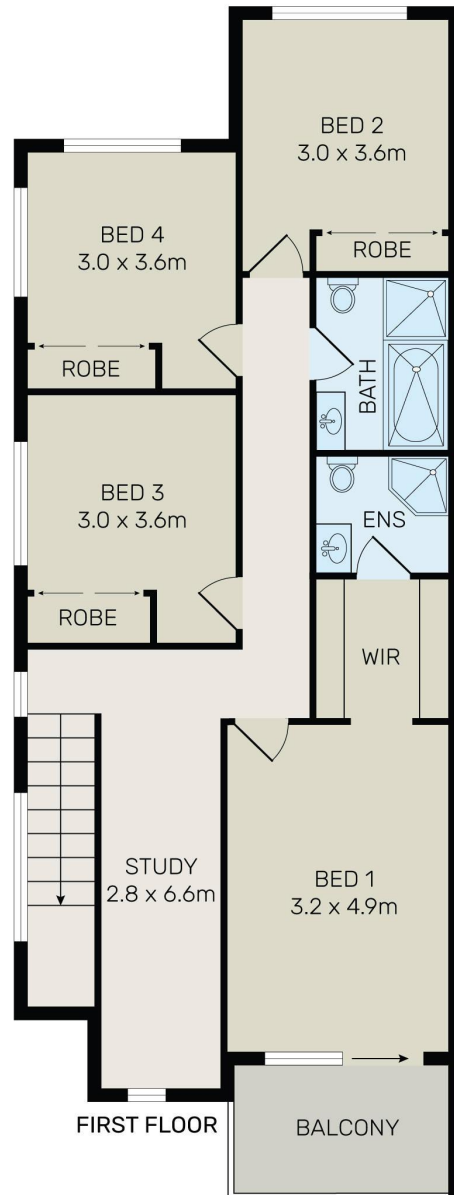 BED 2
3.0 x 3.6m
ROBE
BED 4
3.0 x 3.6m
ROBE
BATH
BED 3
3.0 x 3.6m
ROBE
ENS
WIR
STUDY
2.8 x 6.6m
BED 1
3.2 x 4.9m
FIRST FLOOR
BALCONY